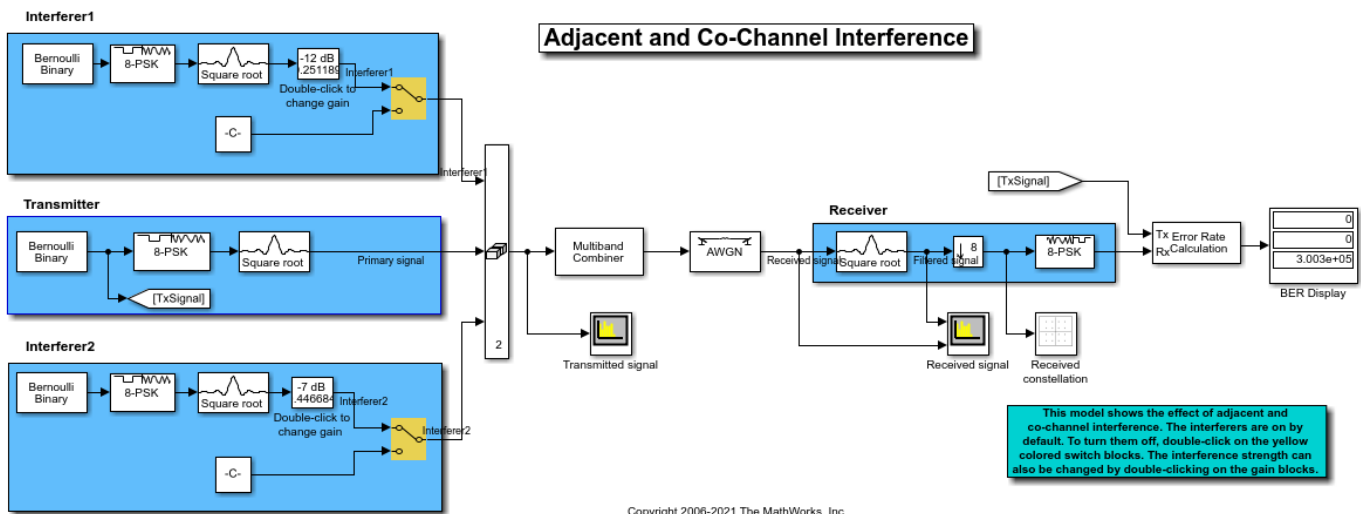 Interferer1
Adjacent and Co-Channel Interference
Bernoulli
Binary
8-PSK
Square root
-12 dB
0.251189
Interferer1
Double-click to
change gain
-C-
Interferer1
Transmitter
Bernoulli
Binary
8-PSK
Square root
Primary signal
[TxSignal]
2
Multiband
Combiner
AWGN
Transmitted signal
Receiver
Received signal
Square root
Filtered signal
8
8-PSK
[TxSignal]
Tx
Rx
Error Rate
Calculation
0
0
3.003e+05
BER Display
Received signal
Received
constellation
Interferer2
Bernoulli
Binary
8-PSK
Square root
-7 dB
.446684
Interferer2
Double-click to
change gain
Interferer2
-C-
This model shows the effect of adjacent and
co-channel interference. The interferers are on by
default. To turn them off, double-click on the yellow
colored switch blocks. The interference strength can
also be changed by double-clicking on the gain blocks.
Copyright 2006-2021 The MathWorks, Inc.